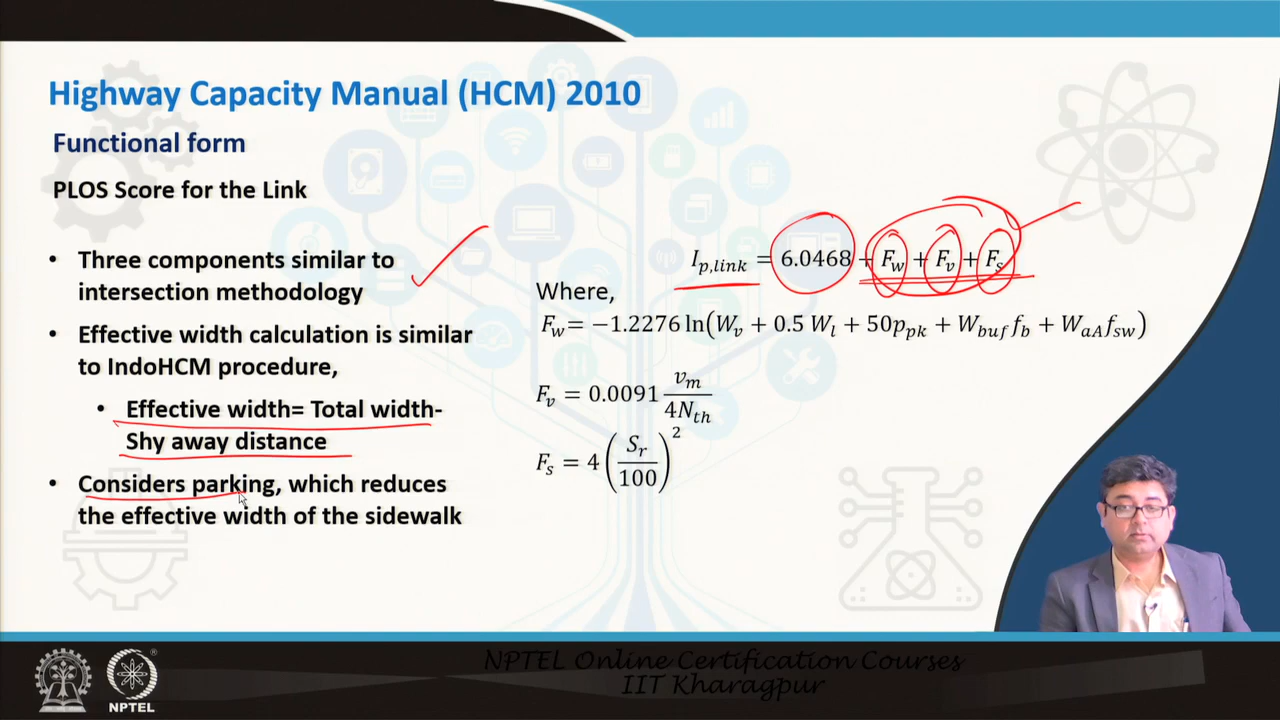 Highway Capacity Manual (HCM) 2010
Functional form
PLOS Score for the Link
• Three components similar to
intersection methodology
• Effective width calculation is similar
to IndoHCM procedure,
• Effective width= Total width-
Shy away distance
• Considers parking, which reduces
the effective width of the sidewalk
I_{p,link} = 6.0468 + F_w + F_v + F_s
Where,
F_w = −1.2276 ln(W_v + 0.5 W_l + 50p_{pk} + W_{buf} f_b + W_{aA} f_{sw})
F_v = 0.0091 \frac{v_m}{4N_{th}}
F_s = 4 \left(\frac{S_r}{100}\right)^2
NPTEL Online Certification Courses
IIT Kharagpur
NPTEL